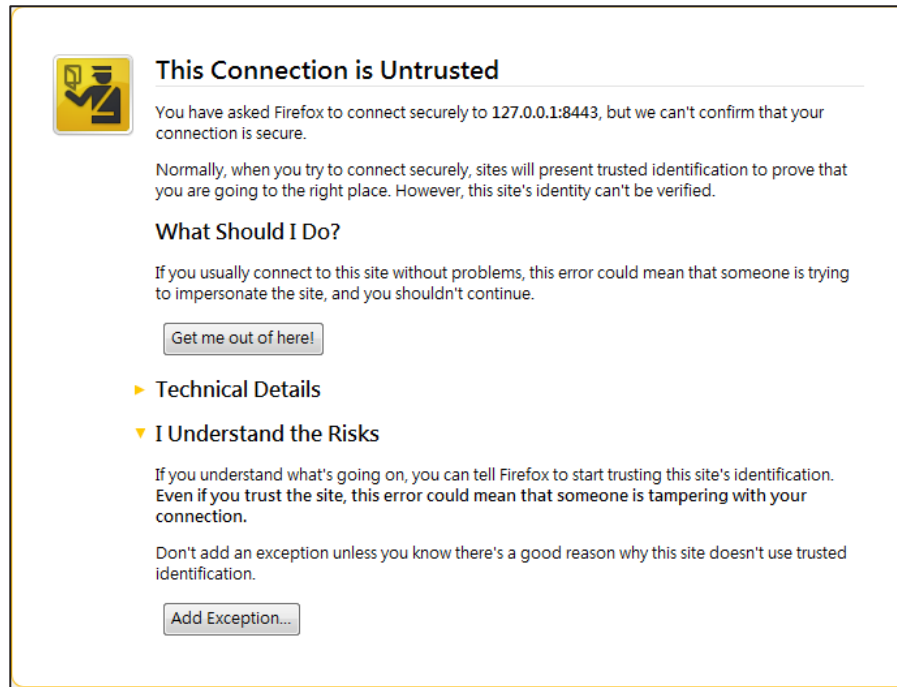 This Connection is Untrusted
You have asked Firefox to connect securely to 127.0.0.1:8443, but we can't confirm that your
connection is secure.
Normally, when you try to connect securely, sites will present trusted identification to prove that
you are going to the right place. However, this site's identity can't be verified.
What Should I Do?
If you usually connect to this site without problems, this error could mean that someone is trying
to impersonate the site, and you shouldn't continue.
Get me out of here!
Technical Details
I Understand the Risks
If you understand what's going on, you can tell Firefox to start trusting this site's identification.
Even if you trust the site, this error could mean that someone is tampering with your
connection.
Don't add an exception unless you know there's a good reason why this site doesn't use trusted
identification.
Add Exception...